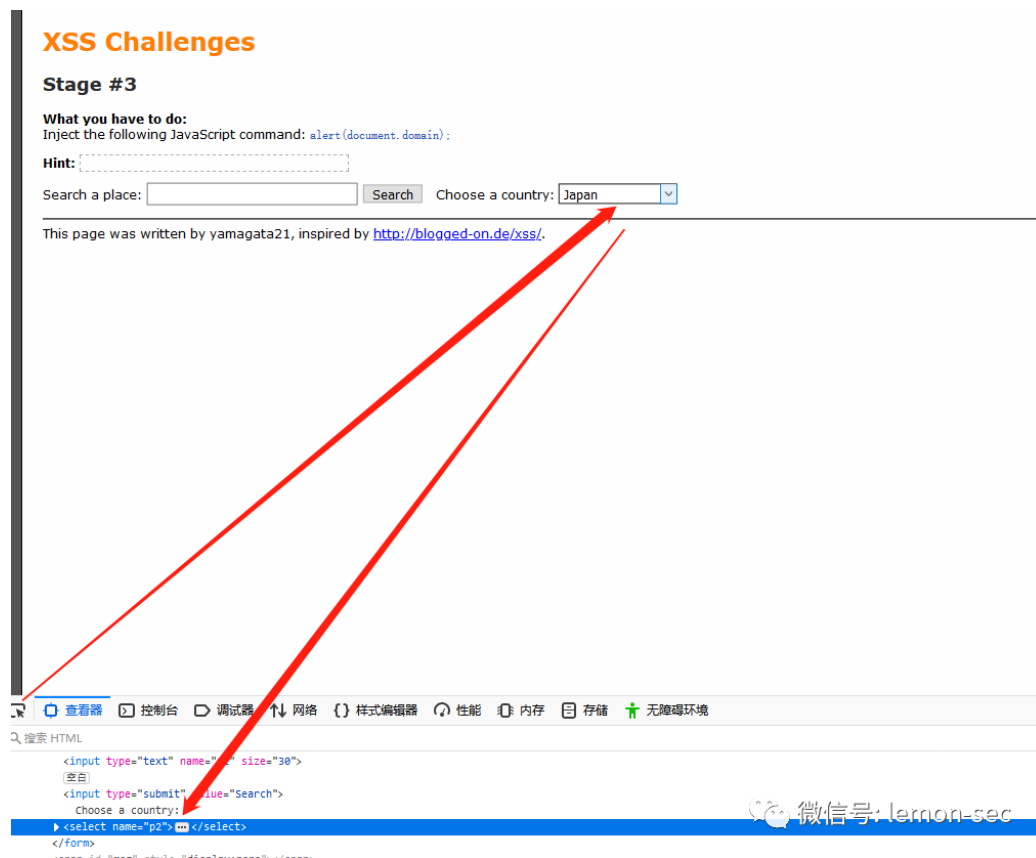 XSS Challenges
Stage #3
What you have to do:
Inject the following JavaScript command: alert(document.domain);
Hint:
Search a place: Search Choose a country: Japan
This page was written by yamagata21, inspired by http://blogged-on.de/xss/.
查看器 控制台 调试器 网络 {} 样式编辑器 性能 内存 存储 无障碍环境
搜索 HTML
<input type="text" size="30">
空白
<input type="submit" value="Search">
Choose a country:
<select name="p2"> ··· </select>
</form>
微信号: lemon-sec